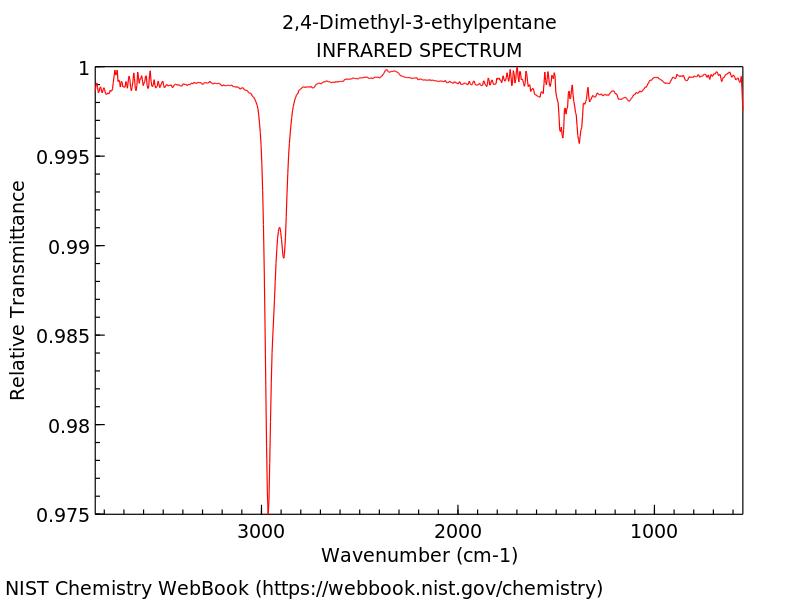 2,4-Dimethyl-3-ethylpentane
INFRARED SPECTRUM
1
0.995
0.99
0.985
0.98
0.975
Relative Transmittance
3000 2000 1000
Wavenumber (cm-1)
NIST Chemistry WebBook (https://webbook.nist.gov/chemistry)